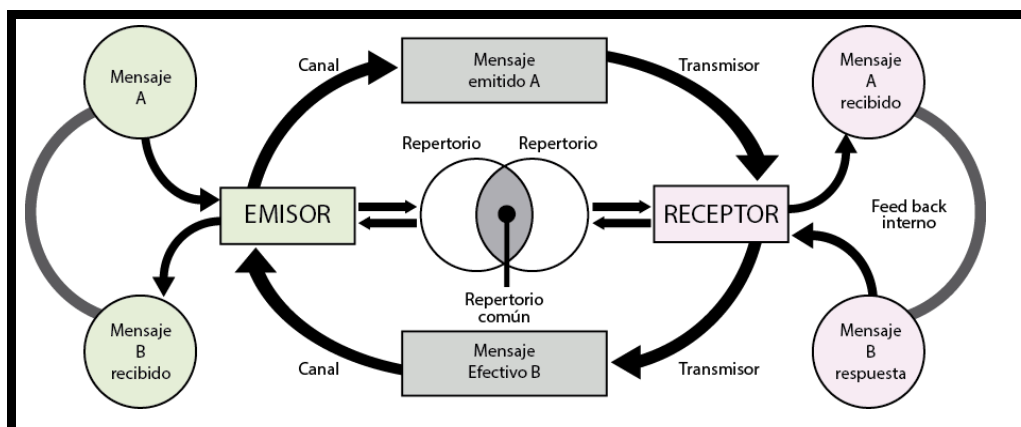 Mensaje
A
Canal
Mensaje
emitido A
Transmisor
Mensaje
A
recibido
Repertorio
Repertorio
EMISOR
RECEPTOR
Feed back
interno
Repertorio
común
Mensaje
B
recibido
Canal
Mensaje
Efectivo B
Transmisor
Mensaje
B
respuesta